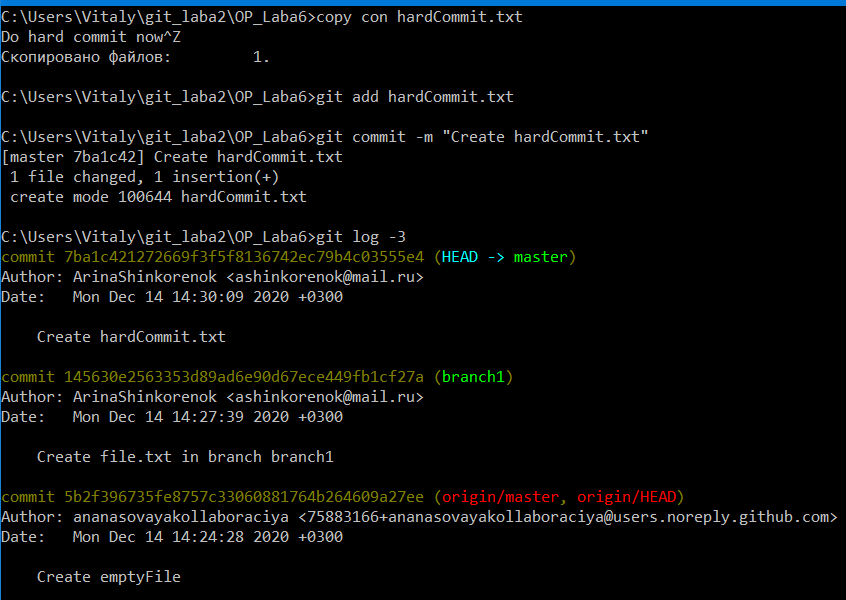 C:\Users\Vitaly\git_laba2\OP_Laba6>copy con hardCommit.txt
Do hard commit now^Z
Скопировано файлов:         1.
C:\Users\Vitaly\git_laba2\OP_Laba6>git add hardCommit.txt
C:\Users\Vitaly\git_laba2\OP_Laba6>git commit -m "Create hardCommit.txt"
[master 7ba1c42] Create hardCommit.txt
 1 file changed, 1 insertion(+)
 create mode 100644 hardCommit.txt
C:\Users\Vitaly\git_laba2\OP_Laba6>git log -3
commit 7ba1c421272669f3f5f8136742ec79b4c03555e4 (HEAD -> master)
Author: ArinaShinkorenok <ashinkorenok@mail.ru>
Date:   Mon Dec 14 14:30:09 2020 +0300
    Create hardCommit.txt
commit 145630e2563353d89ad6e90d67ece449fb1cf27a (branch1)
Author: ArinaShinkorenok <ashinkorenok@mail.ru>
Date:   Mon Dec 14 14:27:39 2020 +0300
    Create file.txt in branch branch1
commit 5b2f396735fe8757c33060881764b264609a27ee (origin/master, origin/HEAD)
Author: ananasovayakollaboraciya <75883166+ananasovayakollaboraciya@users.noreply.github.com>
Date:   Mon Dec 14 14:24:28 2020 +0300
    Create emptyFile